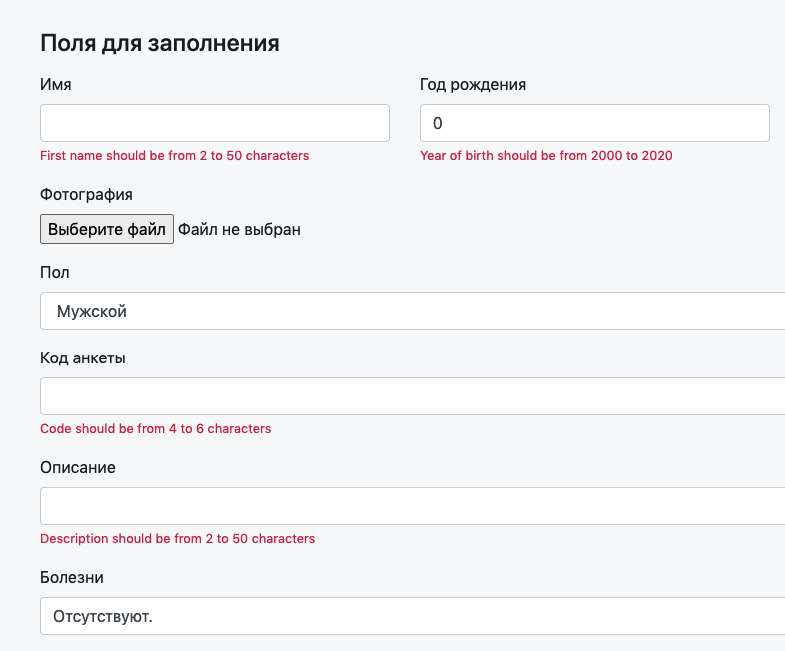 Поля для заполнения
Имя
Год рождения
0
First name should be from 2 to 50 characters
Year of birth should be from 2000 to 2020
Фотография
Выберите файл Файл не выбран
Пол
Мужской
Код анкеты
Code should be from 4 to 6 characters
Описание
Description should be from 2 to 50 characters
Болезни
Отсутствуют.